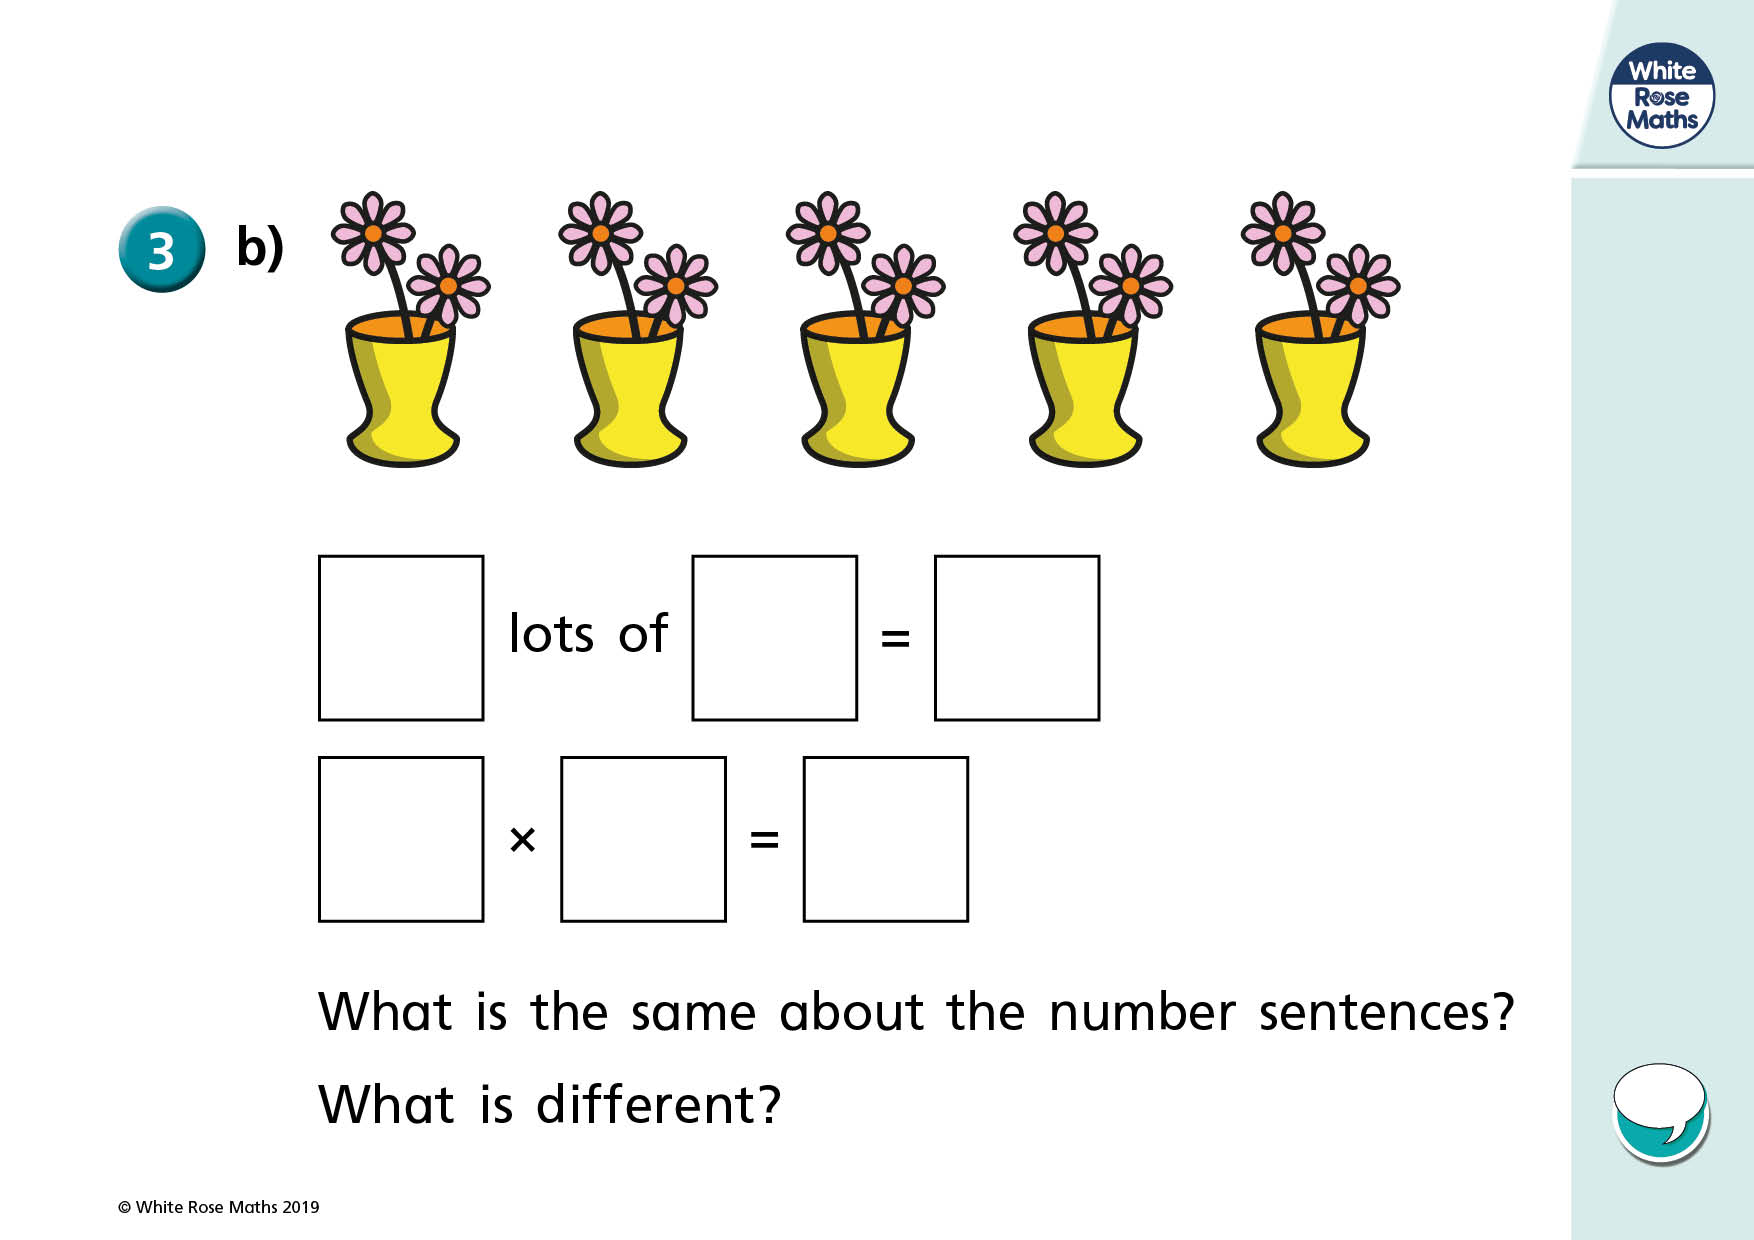 White
Rose
Maths
3 b)
lots of =
× =
What is the same about the number sentences?
What is different?
© White Rose Maths 2019